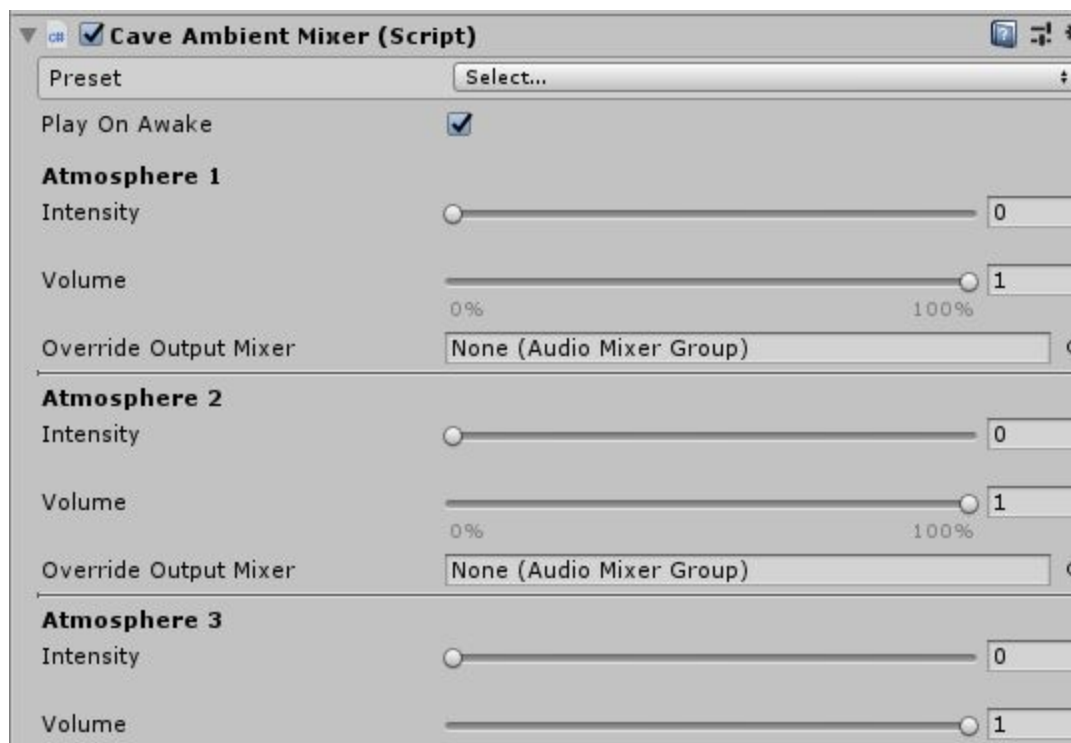 Cave Ambient Mixer (Script)
Preset Select...
Play On Awake
Atmosphere 1
Intensity 0
Volume 1
0% 100%
Override Output Mixer None (Audio Mixer Group)
Atmosphere 2
Intensity 0
Volume 1
0% 100%
Override Output Mixer None (Audio Mixer Group)
Atmosphere 3
Intensity 0
Volume 1